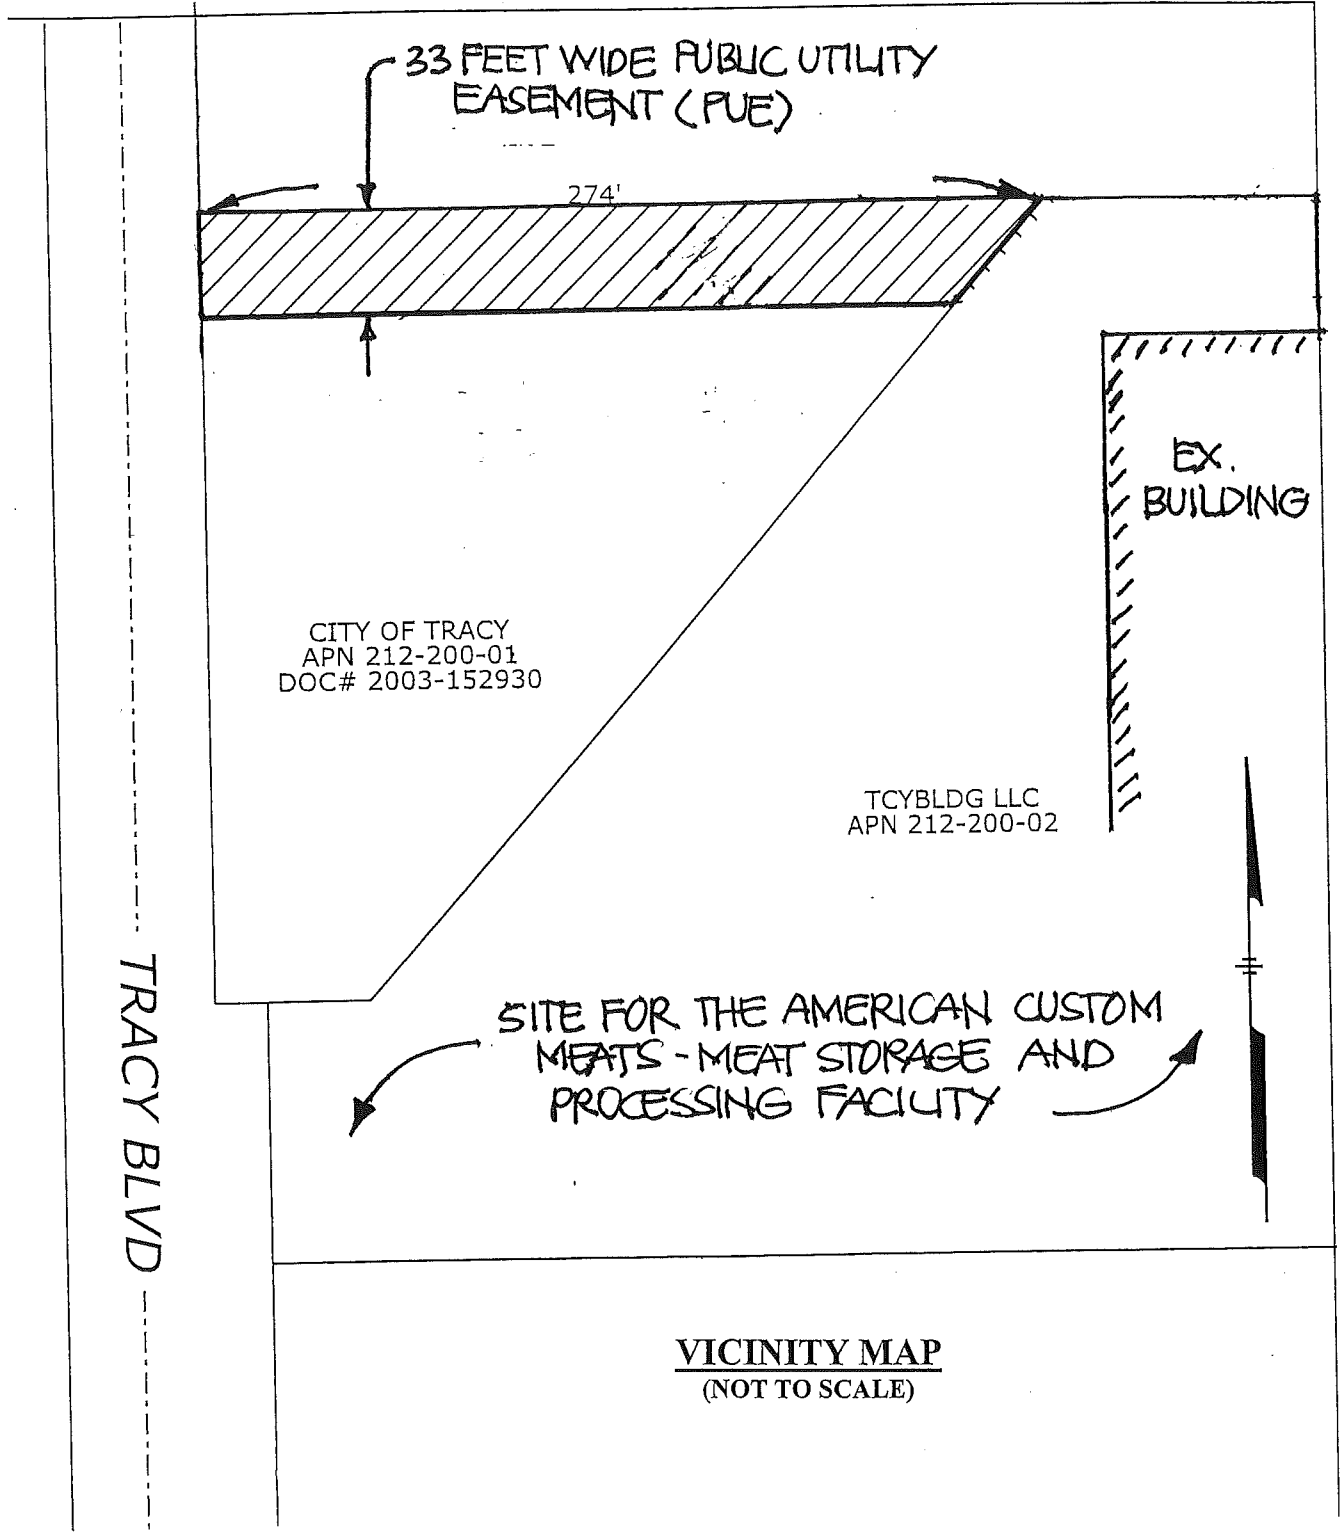 33 FEET WIDE PUBLIC UTILITY
EASEMENT (PUE)
274'
EX.
BUILDING
CITY OF TRACY
APN 212-200-01
DOC# 2003-152930
TCYBLDG LLC
APN 212-200-02
TRACY BLVD
SITE FOR THE AMERICAN CUSTOM
MEATS - MEAT STORAGE AND
PROCESSING FACILITY
VICINITY MAP
(NOT TO SCALE)